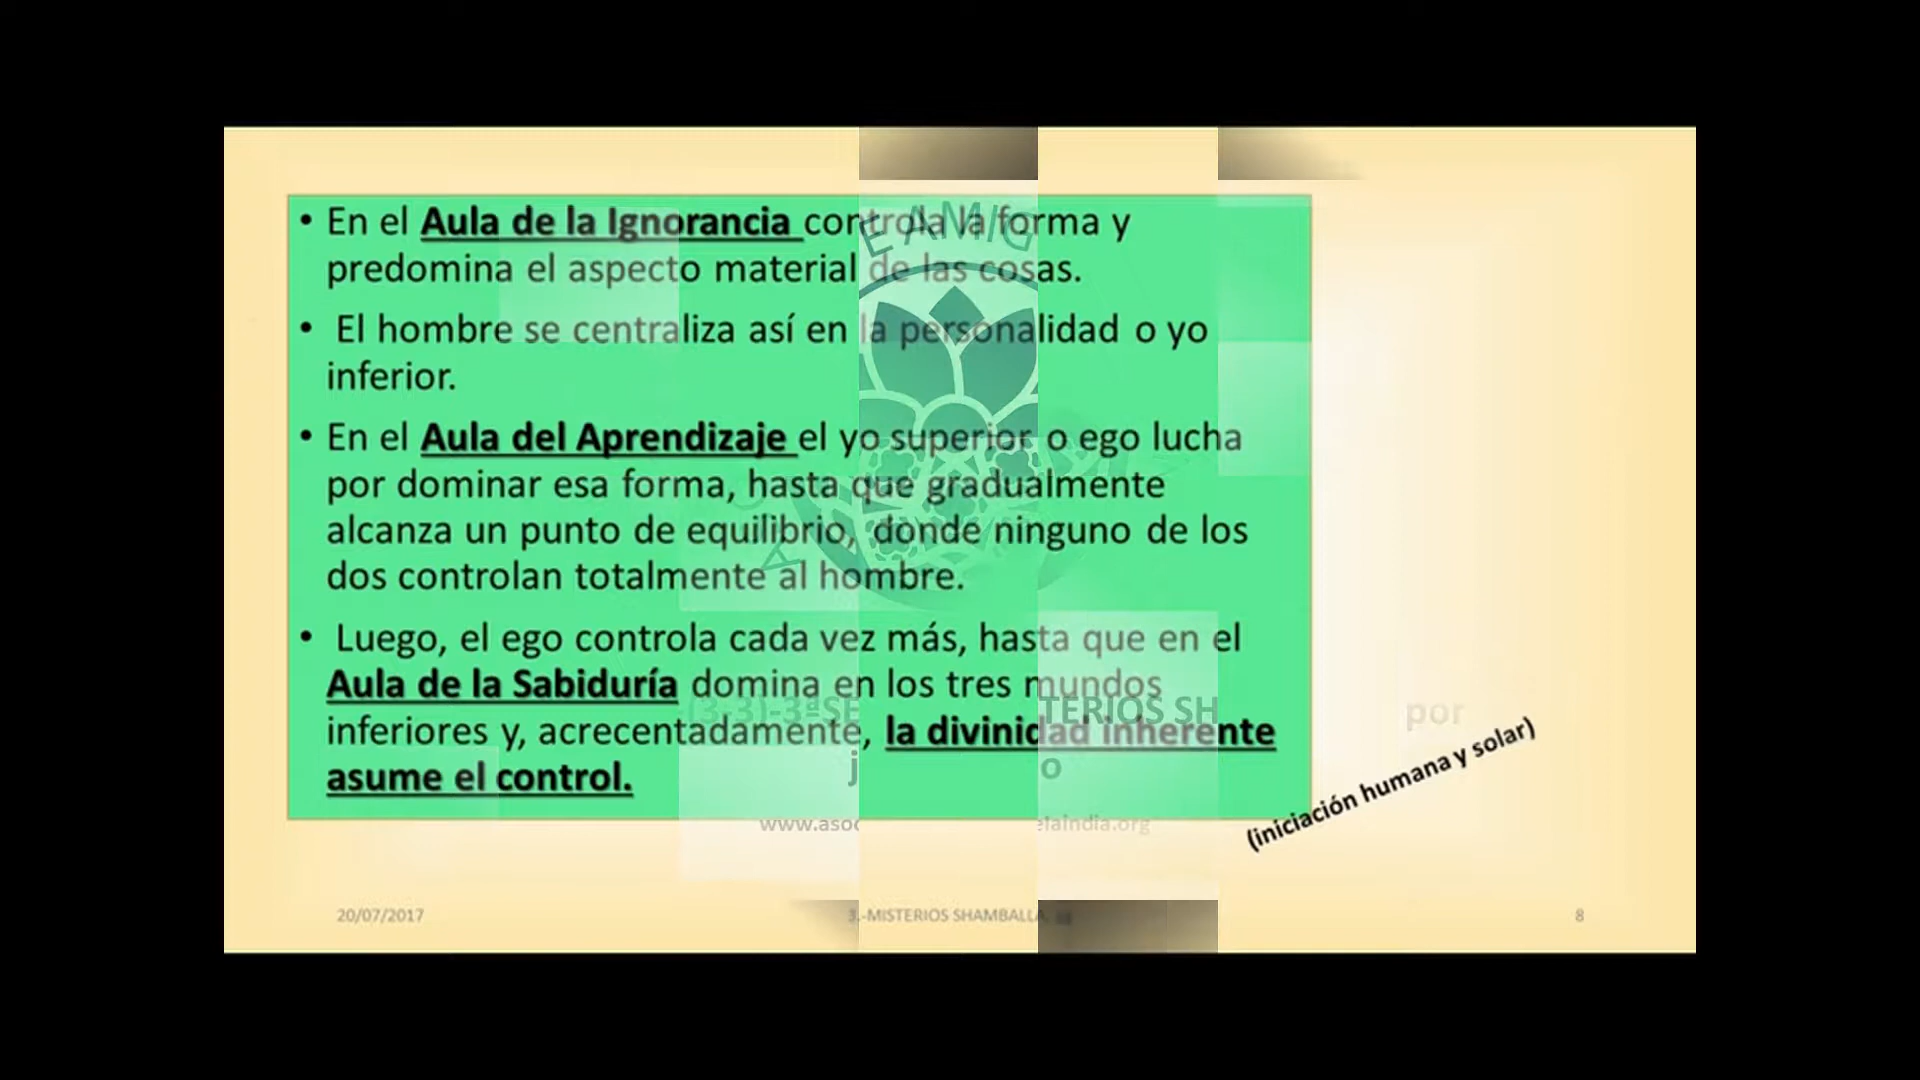 • En el Aula de la Ignorancia controla la forma y
predomina el aspecto material de las cosas.
• El hombre se centraliza así en la personalidad o yo
inferior.
• En el Aula del Aprendizaje el yo superior o ego lucha
por dominar esa forma, hasta que gradualmente
alcanza un punto de equilibrio, donde ninguno de los
dos controlan totalmente al hombre.
• Luego, el ego controla cada vez más, hasta que en el
Aula de la Sabiduría domina en los tres mundos
inferiores y, acrecentadamente, la divinidad inherente
asume el control.
por
(iniciación humana y solar)
20/07/2017
3.-MISTERIOS SHAMBALLA.
8